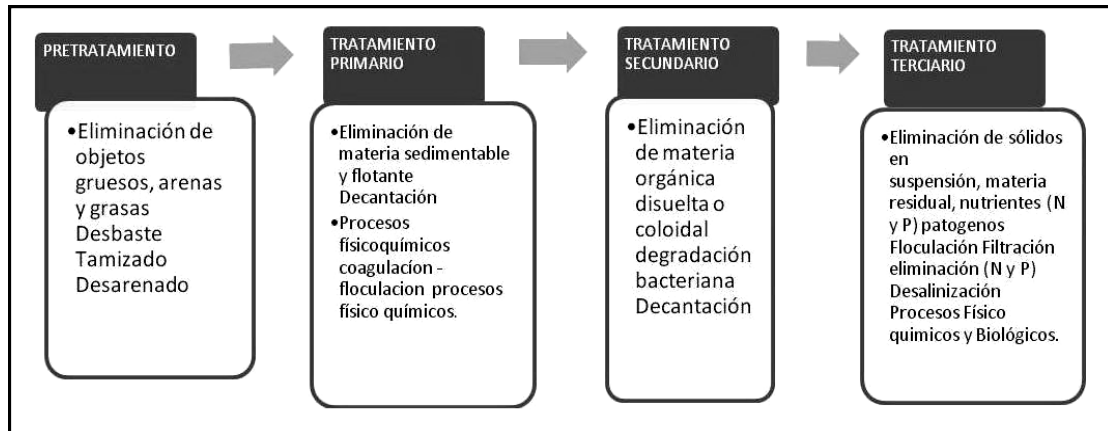 PRETRATAMIENTO
•Eliminación de
objetos
gruesos, arenas
y grasas
Desbaste
Tamizado
Desarenado
TRATAMIENTO
PRIMARIO
•Eliminación de
materia sedimentable
y flotante
Decantación
•Procesos
físicoquímicos
coagulacíon -
floculacion procesos
físico químicos.
TRATAMIENTO
SECUNDARIO
•Eliminación
de materia
orgánica
disuelta o
coloidal
degradación
bacteriana
Decantación
TRATAMIENTO
TERCIARIO
•Eliminación de sólidos
en
suspensión, materia
residual, nutrientes (N
y P) patogenos
Floculación Filtración
eliminación (N y P)
Desalinización
Procesos Físico
quimicos y Biológicos.